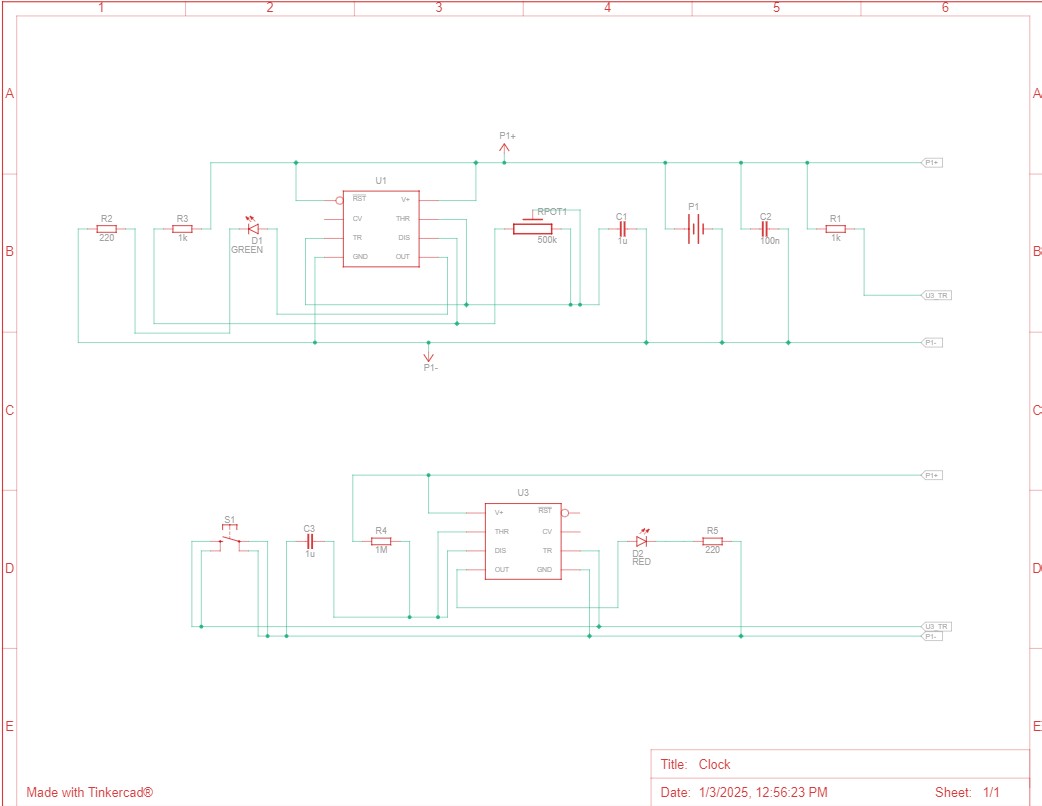 1 2 3 4 5 6
A A
P1+
P1+
U1
RST V+
CV THR
TR DIS
GND OUT
R2
220
R3
1k
D1
GREEN
RPOT1
500k
C1
1u
P1
C2
100n
R1
1k
B B
U3_TR
P1-
P1-
C C
P1+
U3
V+ RST
THR CV
DIS TR
OUT GND
S1
C3
1u
R4
1M
D2
RED
R5
220
D D
U3_TR
P1-
E E
Title: Clock
Made with Tinkercad®
Date: 1/3/2025, 12:56:23 PM
Sheet: 1/1